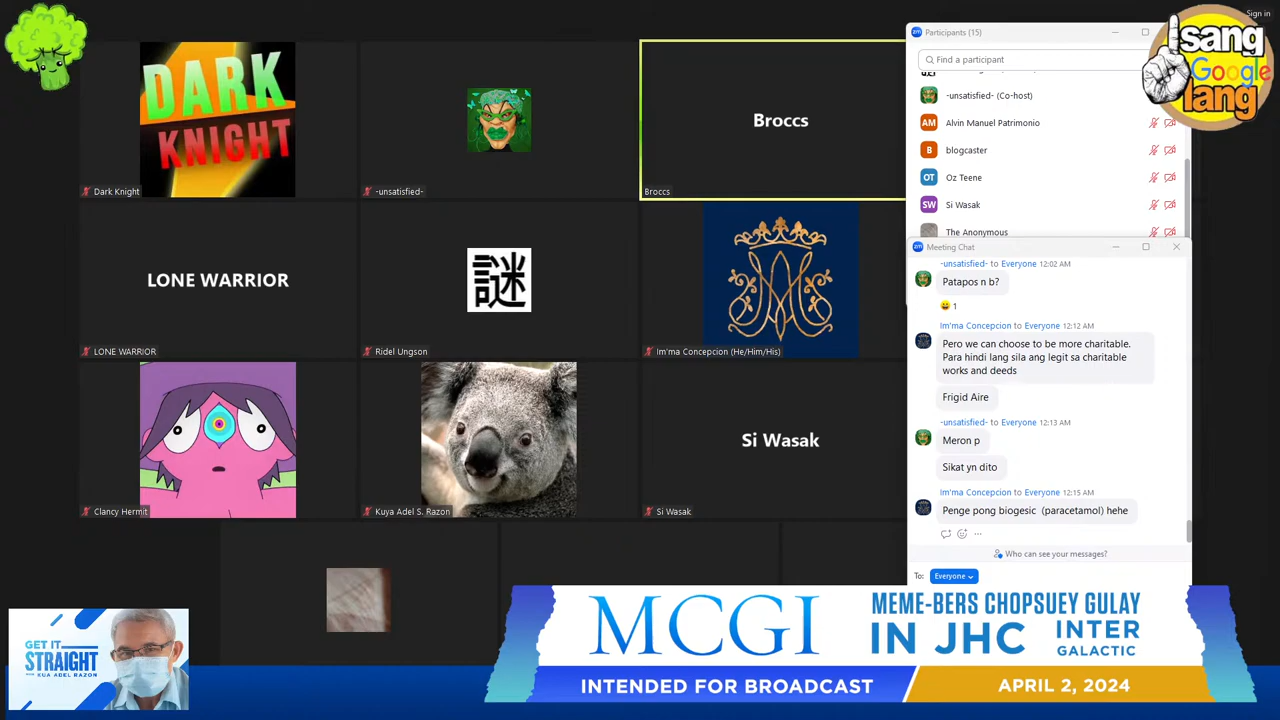 Sign in
Participants (15)
Find a participant
-unsatisfied- (Co-host)
AM Alvin Manuel Patrimonio
B blogcaster
OT Oz Teene
SW Si Wasak
The Anonymous
Isang
Google
lang
DARK
KNIGHT
Dark Knight
-unsatisfied-
Broccs
Broccs
LONE WARRIOR
LONE WARRIOR
謎
Ridel Ungson
Im'ma Concepcion (He/Him/His)
Clancy Hermit
Kuya Adel S. Razon
Si Wasak
Si Wasak
Meeting Chat
-unsatisfied- to Everyone 12:02 AM
Patapos n b?
1
Im'ma Concepcion to Everyone 12:12 AM
Pero we can choose to be more charitable.
Para hindi lang sila ang legit sa charitable
works and deeds
Frigid Aire
-unsatisfied- to Everyone 12:13 AM
Meron p
Sikat yn dito
Im'ma Concepcion to Everyone 12:15 AM
Penge pong biogesic (paracetamol) hehe
Who can see your messages?
To: Everyone
GET IT
STRAIGHT
KUA ADEL RAZON
MCGI
MEME-BERS CHOPSUEY GULAY
IN JHC
INTER
GALACTIC
INTENDED FOR BROADCAST
APRIL 2, 2024